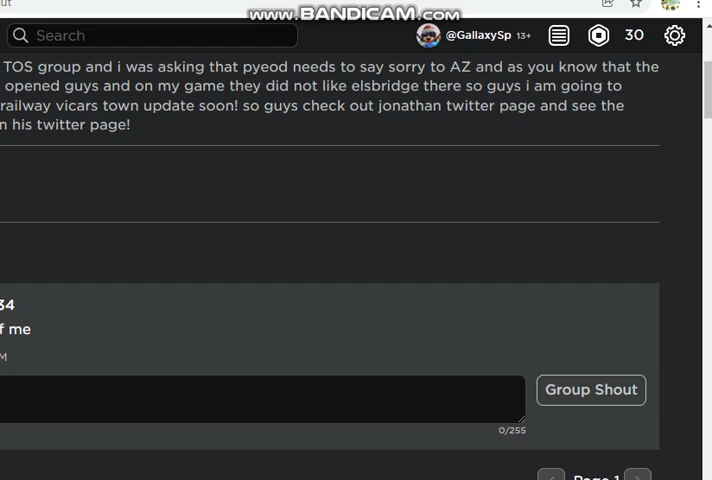 out
www.BANDICAM.com
Search
@GallaxySp 13+
30
TOS group and i was asking that pyeod needs to say sorry to AZ and as you know that the
opened guys and on my game they did not like elsbridge there so guys i am going to
railway vicars town update soon! so guys check out jonathan twitter page and see the
n his twitter page!
34
f me
M
Group Shout
0/255
Page 1